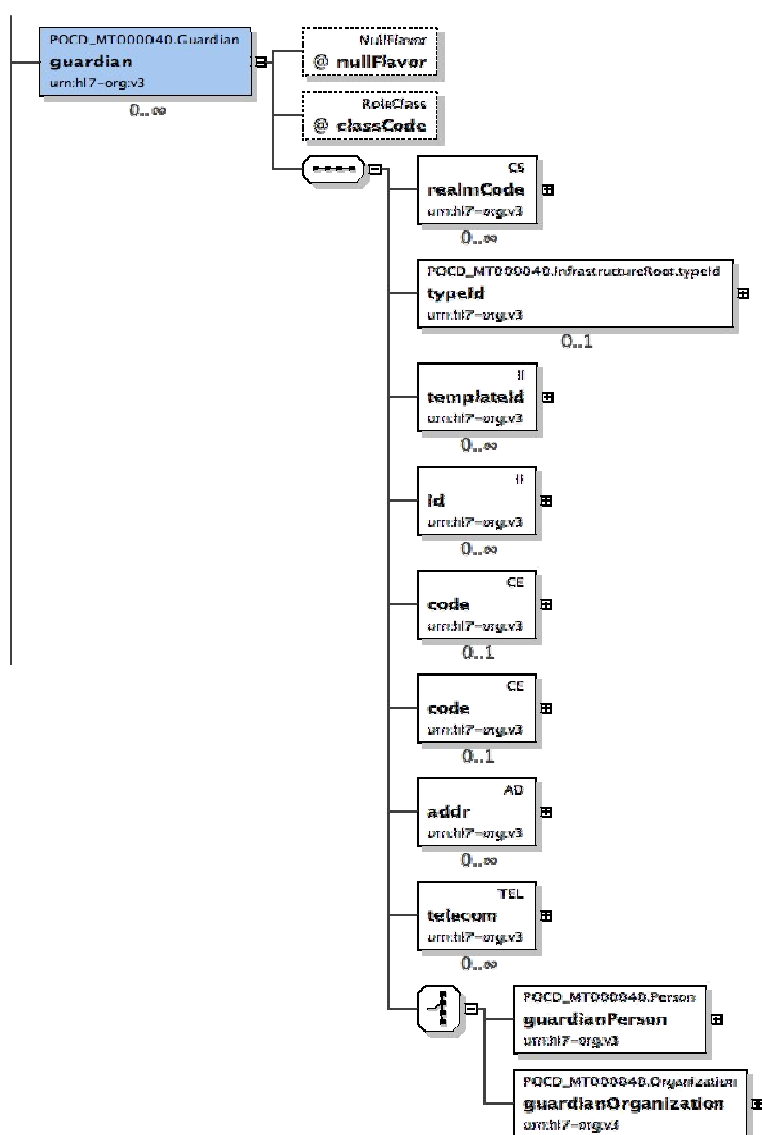 POCD_MT000040.Guardian
guardian
urn:hl7-org:v3
0..∞
NullFlavor
@ nullFlavor
RoleClass
@ classCode
CS
realmCode
urn:hl7-org:v3
0..∞
POCD_MT000040.InfrastructureRoot.typeId
typeId
urn:hl7-org:v3
0..1
II
templateId
urn:hl7-org:v3
0..∞
II
id
urn:hl7-org:v3
0..∞
CE
code
urn:hl7-org:v3
0..1
CE
code
urn:hl7-org:v3
0..1
AD
addr
urn:hl7-org:v3
0..∞
TEL
telecom
urn:hl7-org:v3
0..∞
POCD_MT000040.Person
guardianPerson
urn:hl7-org:v3
POCD_MT000040.Organization
guardianOrganization
urn:hl7-org:v3